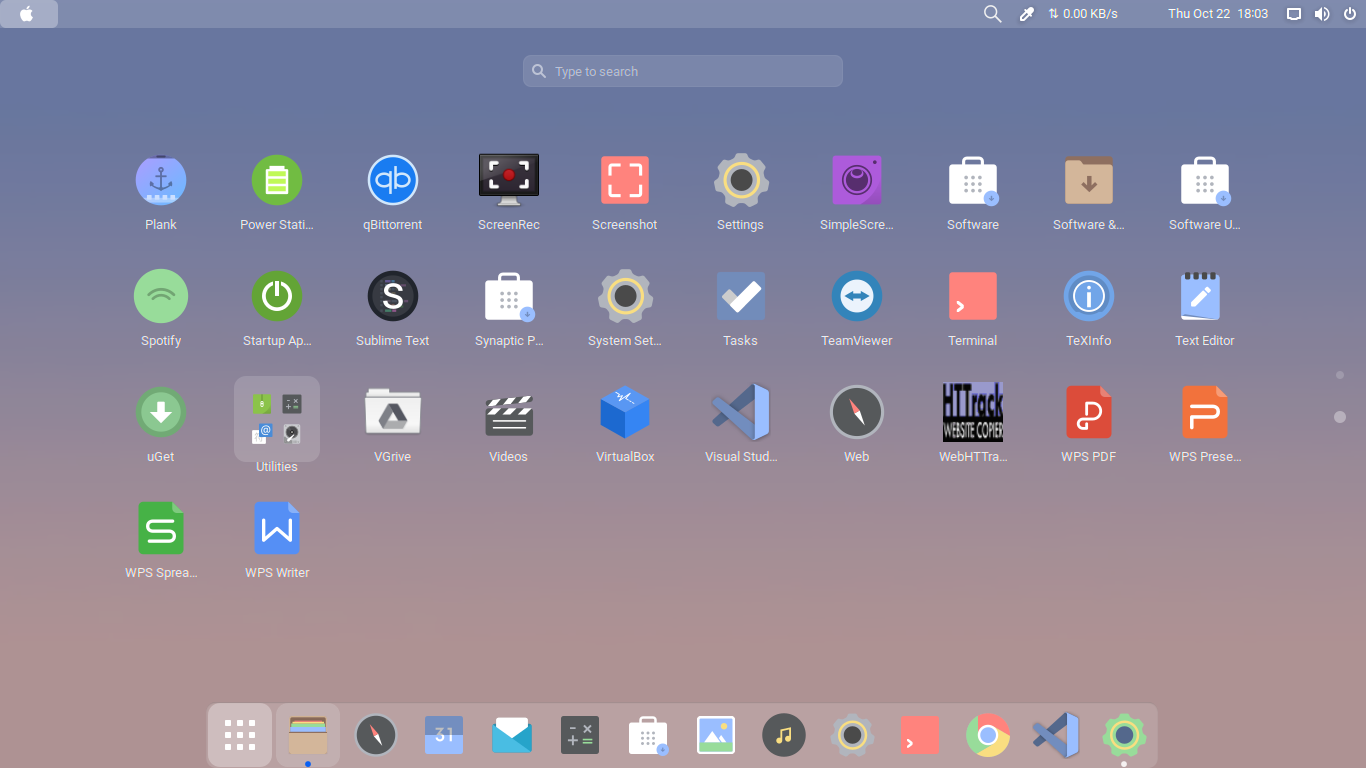 0.00 KB/s Thu Oct 22 18:03
Type to search
Plank Power Stati... qBittorrent ScreenRec Screenshot Settings SimpleScre... Software Software &... Software U...
Spotify Startup Ap... Sublime Text Synaptic P... System Set... Tasks TeamViewer Terminal TeXInfo Text Editor
HTTrack
WEBSITE COPIER
uGet Utilities VGrive Videos VirtualBox Visual Stud... Web WebHTTra... WPS PDF WPS Prese...
WPS Sprea... WPS Writer
31